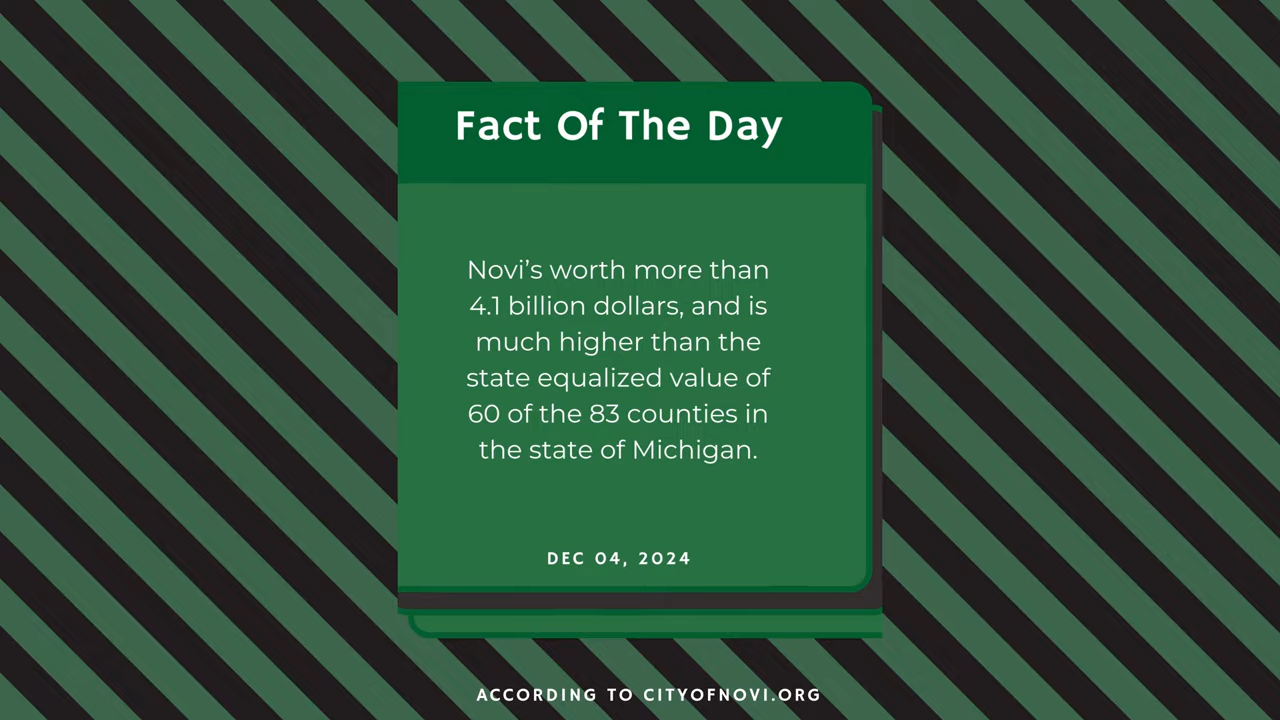 Fact Of The Day
Novi’s worth more than
4.1 billion dollars, and is
much higher than the
state equalized value of
60 of the 83 counties in
the state of Michigan.
DEC 04, 2024
ACCORDING TO CITYOFNOVI.ORG